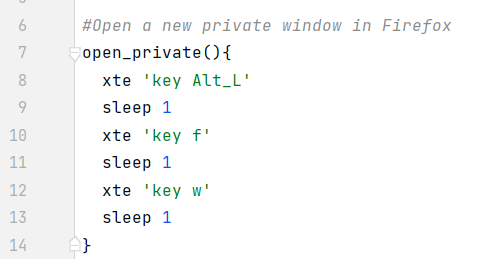 6 #Open a new private window in Firefox
7 open_private(){
8 xte 'key Alt_L'
9 sleep 1
10 xte 'key f'
11 sleep 1
12 xte 'key w'
13 sleep 1
14 }